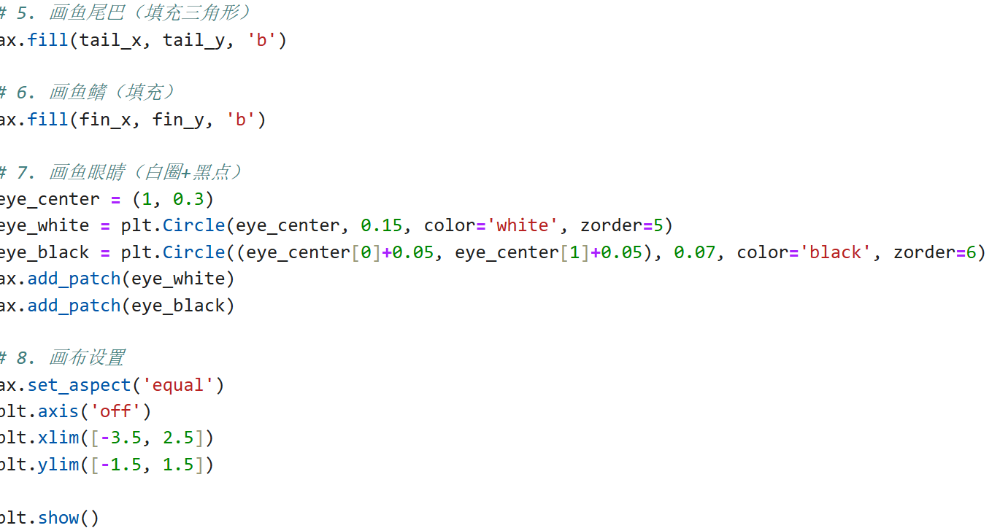 # 5. 画鱼尾巴（填充三角形）
ax.fill(tail_x, tail_y, 'b')
# 6. 画鱼鳍（填充）
ax.fill(fin_x, fin_y, 'b')
# 7. 画鱼眼睛（白圈+黑点）
eye_center = (1, 0.3)
eye_white = plt.Circle(eye_center, 0.15, color='white', zorder=5)
eye_black = plt.Circle((eye_center[0]+0.05, eye_center[1]+0.05), 0.07, color='black', zorder=6)
ax.add_patch(eye_white)
ax.add_patch(eye_black)
# 8. 画布设置
ax.set_aspect('equal')
plt.axis('off')
plt.xlim([-3.5, 2.5])
plt.ylim([-1.5, 1.5])
plt.show()